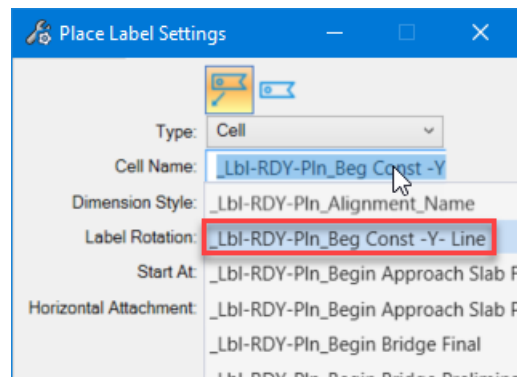 Place Label Settings
Type: Cell
Cell Name: _Lbl-RDY-Pln_Beg Const -Y
Dimension Style: _Lbl-RDY-Pln_Alignment_Name
Label Rotation: _Lbl-RDY-Pln_Beg Const -Y- Line
Start At: _Lbl-RDY-Pln_Begin Approach Slab F
Horizontal Attachment: _Lbl-RDY-Pln_Begin Approach Slab P
_Lbl-RDY-Pln_Begin Bridge Final